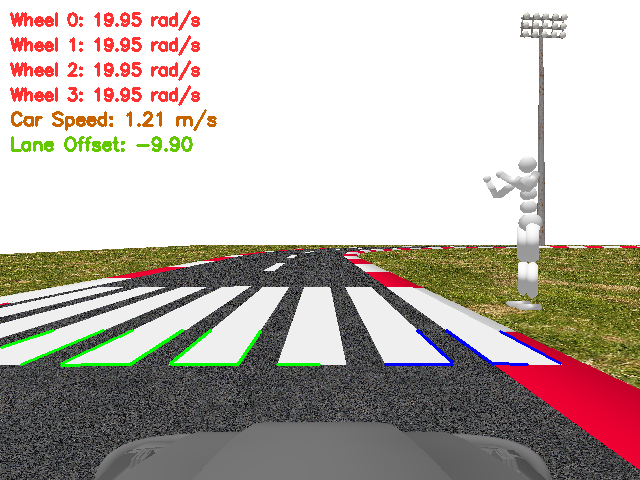 Wheel 0: 19.95 rad/s
Wheel 1: 19.95 rad/s
Wheel 2: 19.95 rad/s
Wheel 3: 19.95 rad/s
Car Speed: 1.21 m/s
Lane Offset: -9.90